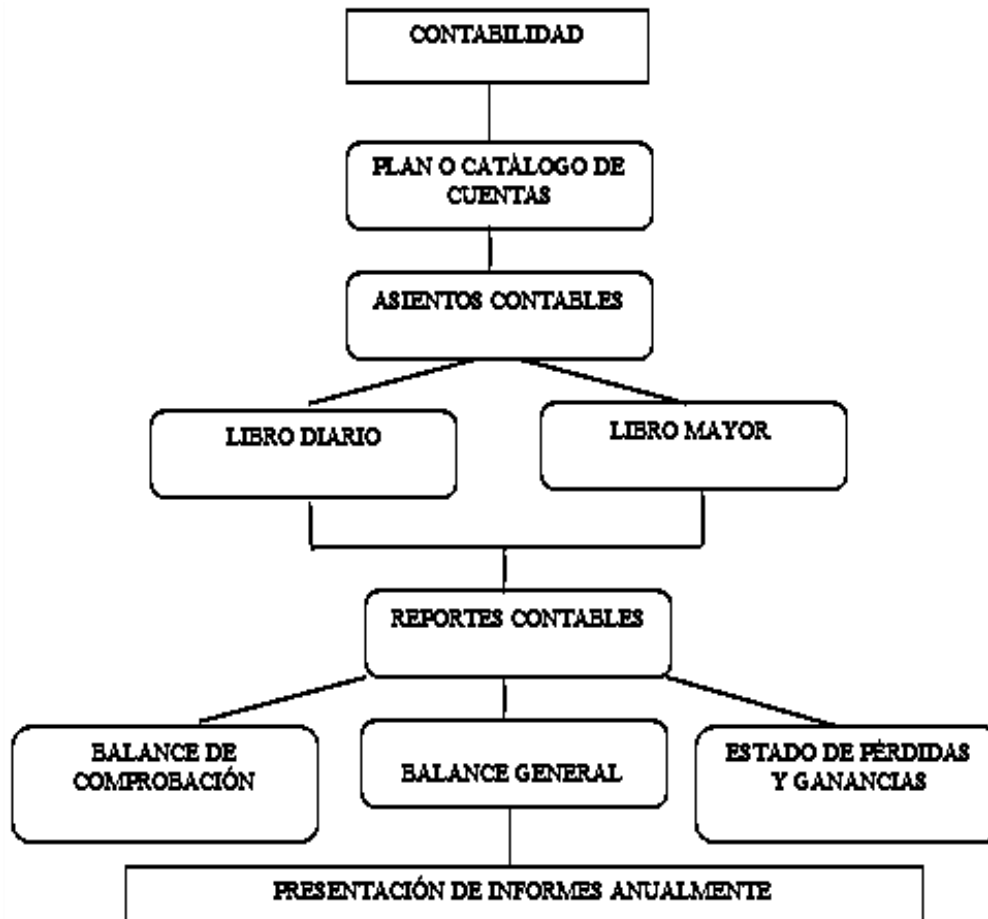 CONTABILIDAD
PLAN O CATÀLOGO DE
CUENTAS
ASIENTOS CONTABLES
LIBRO DIARIO
LIBRO MAYOR
REPORTES CONTABLES
BALANCE DE
COMPROBACIÓN
BALANCE GENERAL
ESTADO DE PÉRDIDAS
Y GANANCIAS
PRESENTACIÓN DE INFORMES ANUALMENTE